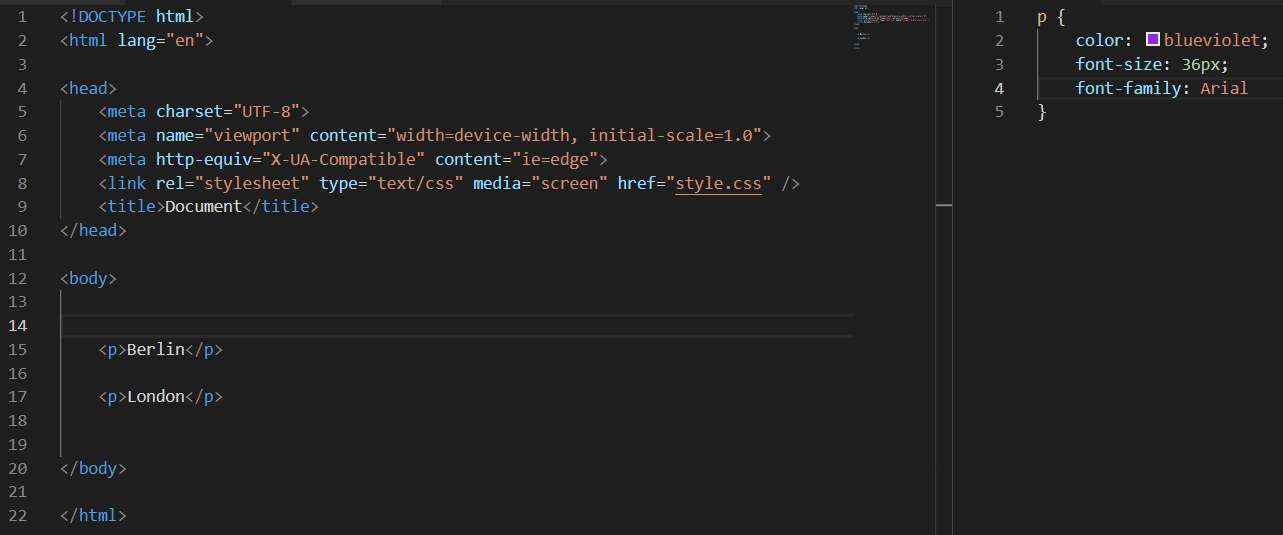 1 <!DOCTYPE html>
2 <html lang="en">
3
4 <head>
5     <meta charset="UTF-8">
6     <meta name="viewport" content="width=device-width, initial-scale=1.0">
7     <meta http-equiv="X-UA-Compatible" content="ie=edge">
8     <link rel="stylesheet" type="text/css" media="screen" href="style.css" />
9     <title>Document</title>
10 </head>
11
12 <body>
13
14
15     <p>Berlin</p>
16
17     <p>London</p>
18
19
20 </body>
21
22 </html>
1 p {
2     color: blueviolet;
3     font-size: 36px;
4     font-family: Arial
5 }